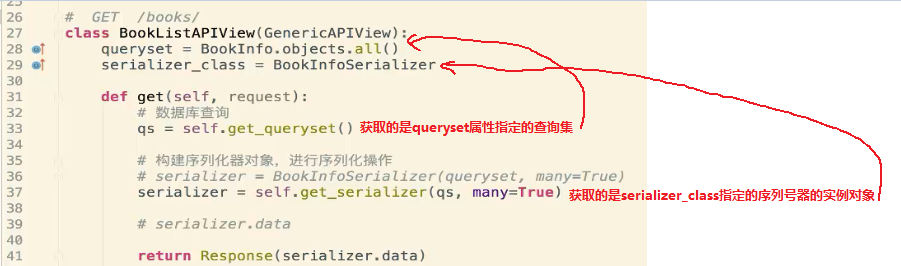 25
26 # GET /books/
27 class BookListAPIView(GenericAPIView):
28 queryset = BookInfo.objects.all()
29 serializer_class = BookInfoSerializer
30
31 def get(self, request):
32 # 数据库查询
33 qs = self.get_queryset() 获取的是queryset属性指定的查询集
34
35 # 构建序列化器对象，进行序列化操作
36 # serializer = BookInfoSerializer(queryset, many=True)
37 serializer = self.get_serializer(qs, many=True) 获取的是serializer_class指定的序列号器的实例对象
38
39 # serializer.data
40
41 return Response(serializer.data)